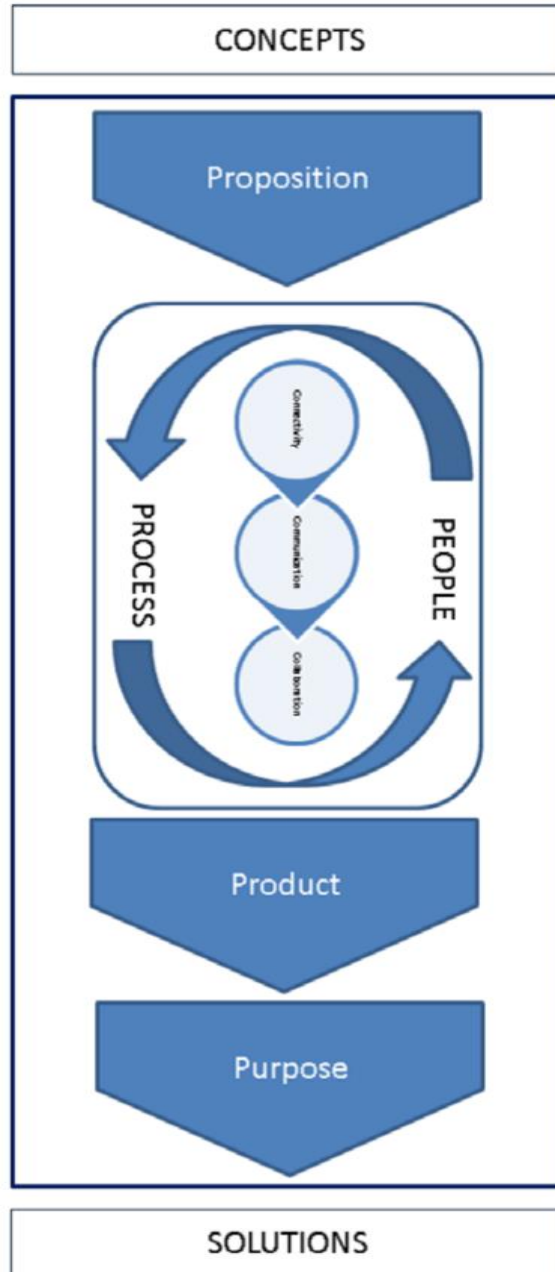 CONCEPTS
Proposition
Connectivity
PROCESS
Communication
PEOPLE
Collaboration
Product
Purpose
SOLUTIONS